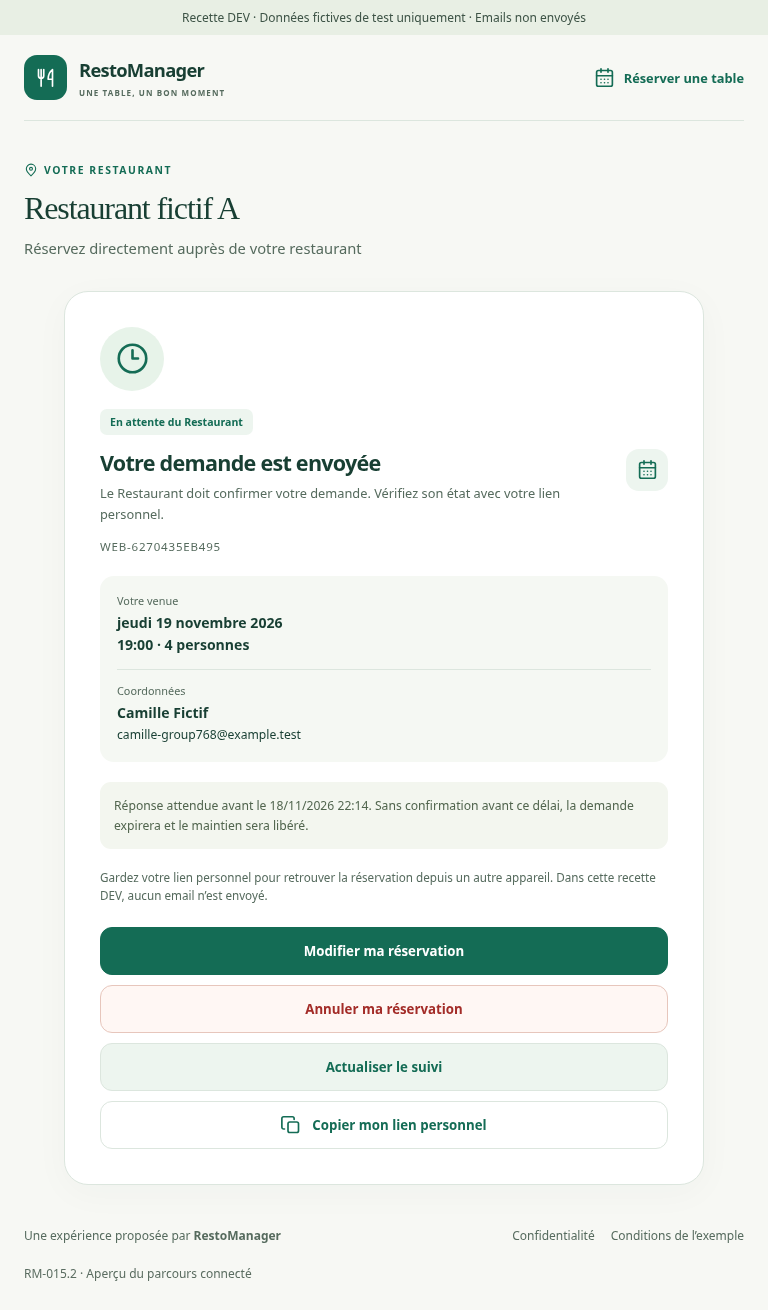 Recette DEV · Données fictives de test uniquement · Emails non envoyés
RestoManager
UNE TABLE, UN BON MOMENT
Réserver une table
VOTRE RESTAURANT
Restaurant fictif A
Réservez directement auprès de votre restaurant
En attente du Restaurant
Votre demande est envoyée
Le Restaurant doit confirmer votre demande. Vérifiez son état avec votre lien
personnel.
WEB-6270435EB495
Votre venue
jeudi 19 novembre 2026
19:00 · 4 personnes
Coordonnées
Camille Fictif
camille-group768@example.test
Réponse attendue avant le 18/11/2026 22:14. Sans confirmation avant ce délai, la demande
expirera et le maintien sera libéré.
Gardez votre lien personnel pour retrouver la réservation depuis un autre appareil. Dans cette recette
DEV, aucun email n’est envoyé.
Modifier ma réservation
Annuler ma réservation
Actualiser le suivi
Copier mon lien personnel
Une expérience proposée par RestoManager
Confidentialité
Conditions de l’exemple
RM-015.2 · Aperçu du parcours connecté